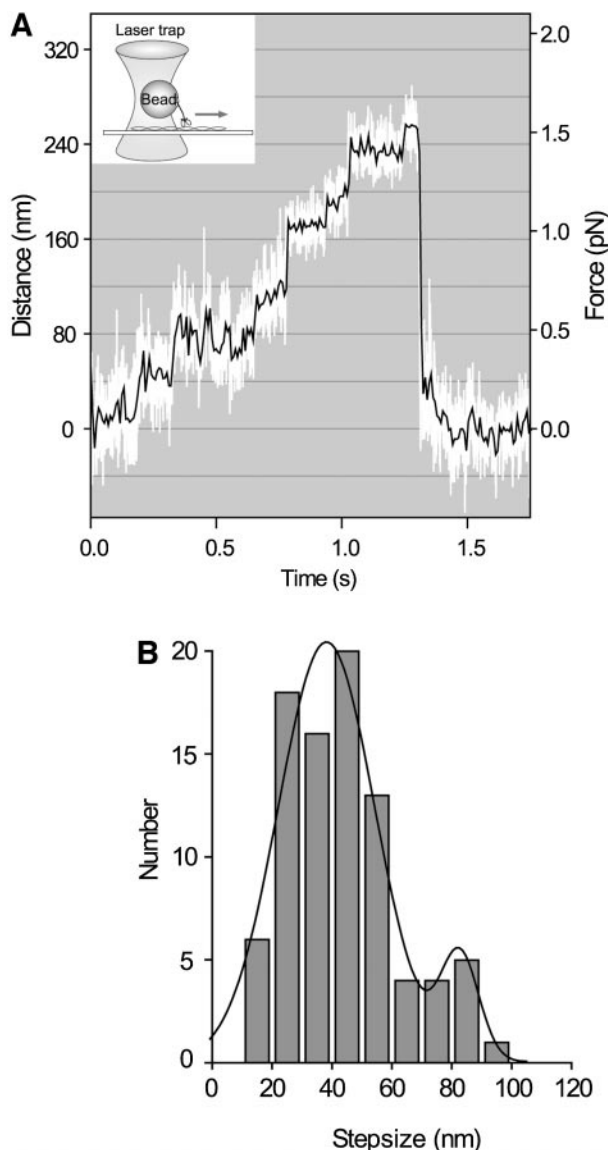 A
Laser trap
Bead
Distance (nm)
320
240
160
80
0
Force (pN)
2.0
1.5
1.0
0.5
0.0
0.0 0.5 1.0 1.5
Time (s)
B
Number
20
15
10
5
0
0 20 40 60 80 100 120
Stepsize (nm)